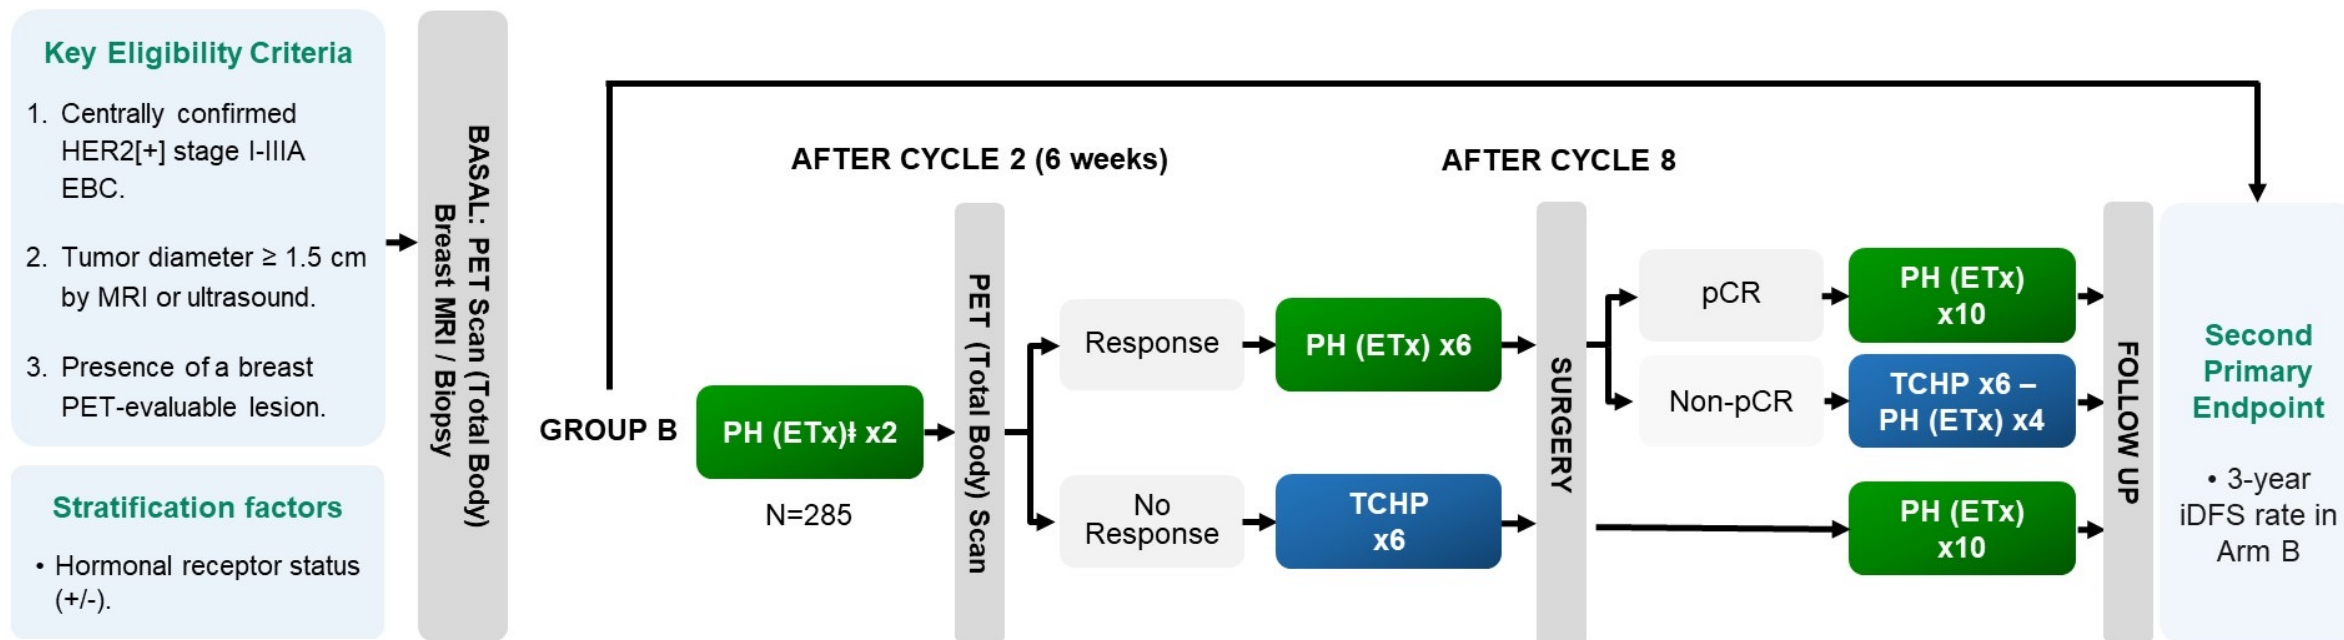 Key Eligibility Criteria
1. Centrally confirmed
HER2[+] stage I-IIIA
EBC.
2. Tumor diameter ≥ 1.5 cm
by MRI or ultrasound.
3. Presence of a breast
PET-evaluable lesion.
Stratification factors
• Hormonal receptor status
(+/-).
BASAL: PET Scan (Total Body)
Breast MRI / Biopsy
GROUP B
PH (ETx)ǂ x2
N=285
AFTER CYCLE 2 (6 weeks)
PET (Total Body) Scan
Response
PH (ETx) x6
No
Response
TCHP
x6
AFTER CYCLE 8
SURGERY
pCR
PH (ETx)
x10
Non-pCR
TCHP x6 –
PH (ETx) x4
PH (ETx)
x10
FOLLOW UP
Second
Primary
Endpoint
• 3-year
iDFS rate in
Arm B